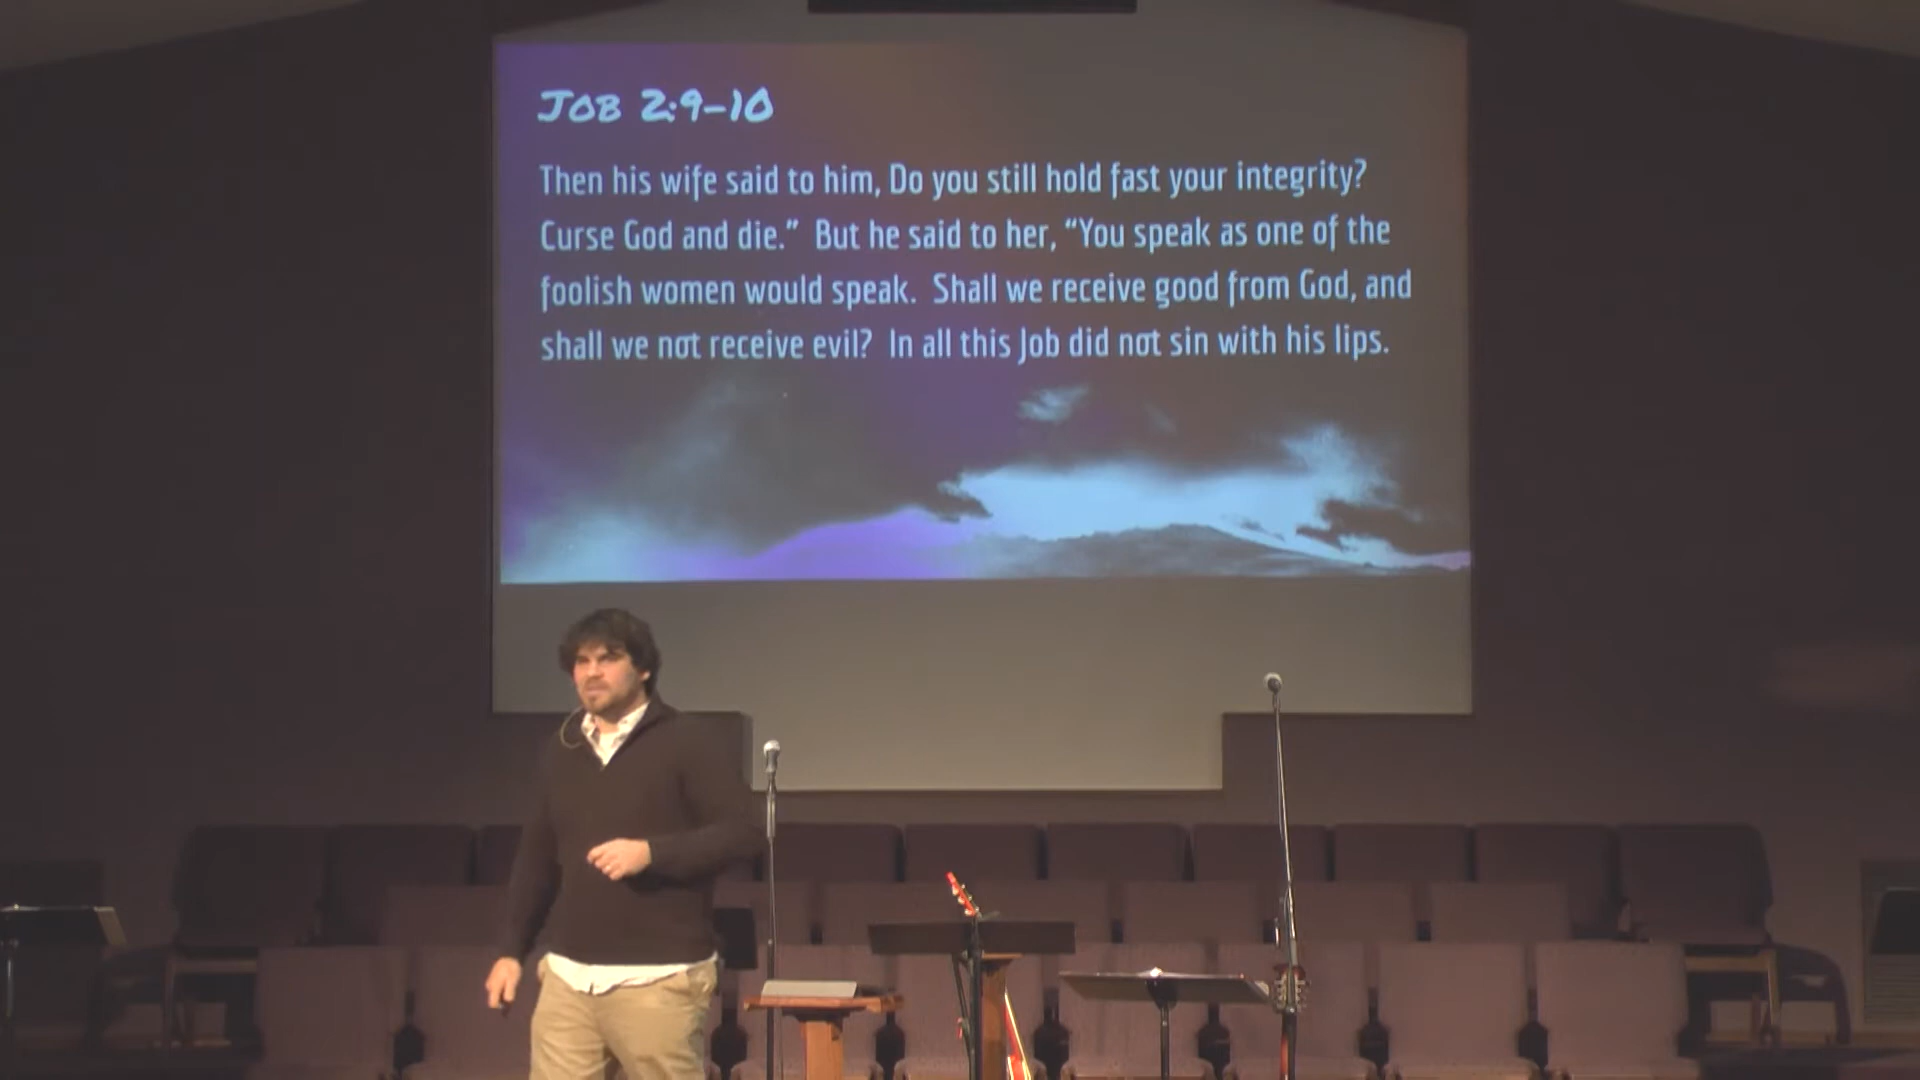 JOB 2:9-10
Then his wife said to him, Do you still hold fast your integrity?
Curse God and die.” But he said to her, “You speak as one of the
foolish women would speak. Shall we receive good from God, and
shall we not receive evil? In all this Job did not sin with his lips.